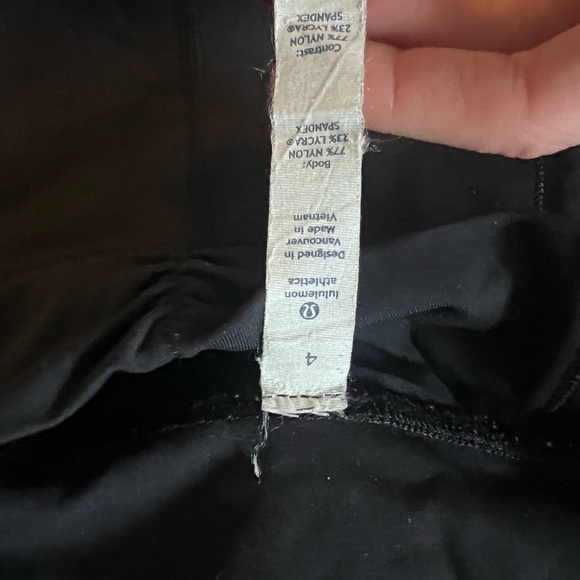 4
lululemon
athletica
Designed in
Vancouver
Made in
Vietnam
Body:
77% NYLON
23% LYCRA®
SPANDEX
Contrast:
77% NYLON
23% LYCRA®
SPANDEX